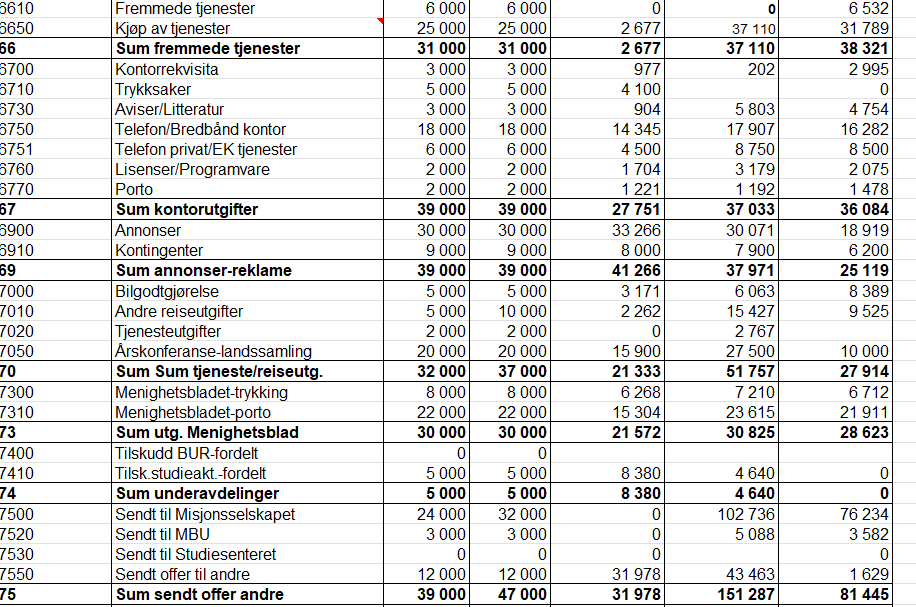 6610 Fremmede tjenester 6 000 6 000 0 0 6 532
6650 Kjøp av tjenester 25 000 25 000 2 677 37 110 31 789
66 Sum fremmede tjenester 31 000 31 000 2 677 37 110 38 321
6700 Kontorrekvisita 3 000 3 000 977 202 2 995
6710 Trykksaker 5 000 5 000 4 100 0
6730 Aviser/Litteratur 3 000 3 000 904 5 803 4 754
6750 Telefon/Bredbånd kontor 18 000 18 000 14 345 17 907 16 282
6751 Telefon privat/EK tjenester 6 000 6 000 4 500 8 750 8 500
6760 Lisenser/Programvare 2 000 2 000 1 704 3 179 2 075
6770 Porto 2 000 2 000 1 221 1 192 1 478
67 Sum kontorutgifter 39 000 39 000 27 751 37 033 36 084
6900 Annonser 30 000 30 000 33 266 30 071 18 919
6910 Kontingenter 9 000 9 000 8 000 7 900 6 200
69 Sum annonser-reklame 39 000 39 000 41 266 37 971 25 119
7000 Bilgodtgjørelse 5 000 5 000 3 171 6 063 8 389
7010 Andre reiseutgifter 5 000 10 000 2 262 15 427 9 525
7020 Tjenesteutgifter 2 000 2 000 0 2 767
7050 Årskonferanse-landssamling 20 000 20 000 15 900 27 500 10 000
70 Sum Sum tjeneste/reiseutg. 32 000 37 000 21 333 51 757 27 914
7300 Menighetsbladet-trykking 8 000 8 000 6 268 7 210 6 712
7310 Menighetsbladet-porto 22 000 22 000 15 304 23 615 21 911
73 Sum utg. Menighetsblad 30 000 30 000 21 572 30 825 28 623
7400 Tilskudd BUR-fordelt 0 0
7410 Tilsk.studieakt.-fordelt 5 000 5 000 8 380 4 640 0
74 Sum underavdelinger 5 000 5 000 8 380 4 640 0
7500 Sendt til Misjonsselskapet 24 000 32 000 0 102 736 76 234
7520 Sendt til MBU 3 000 3 000 0 5 088 3 582
7530 Sendt til Studiesenteret 0 0 0 0
7550 Sendt offer til andre 12 000 12 000 31 978 43 463 1 629
75 Sum sendt offer andre 39 000 47 000 31 978 151 287 81 445